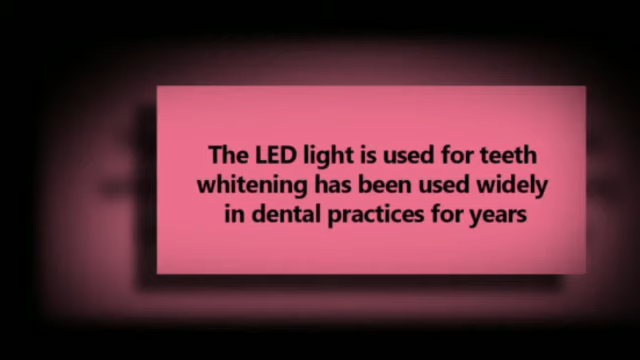 The LED light is used for teeth
whitening has been used widely
in dental practices for years